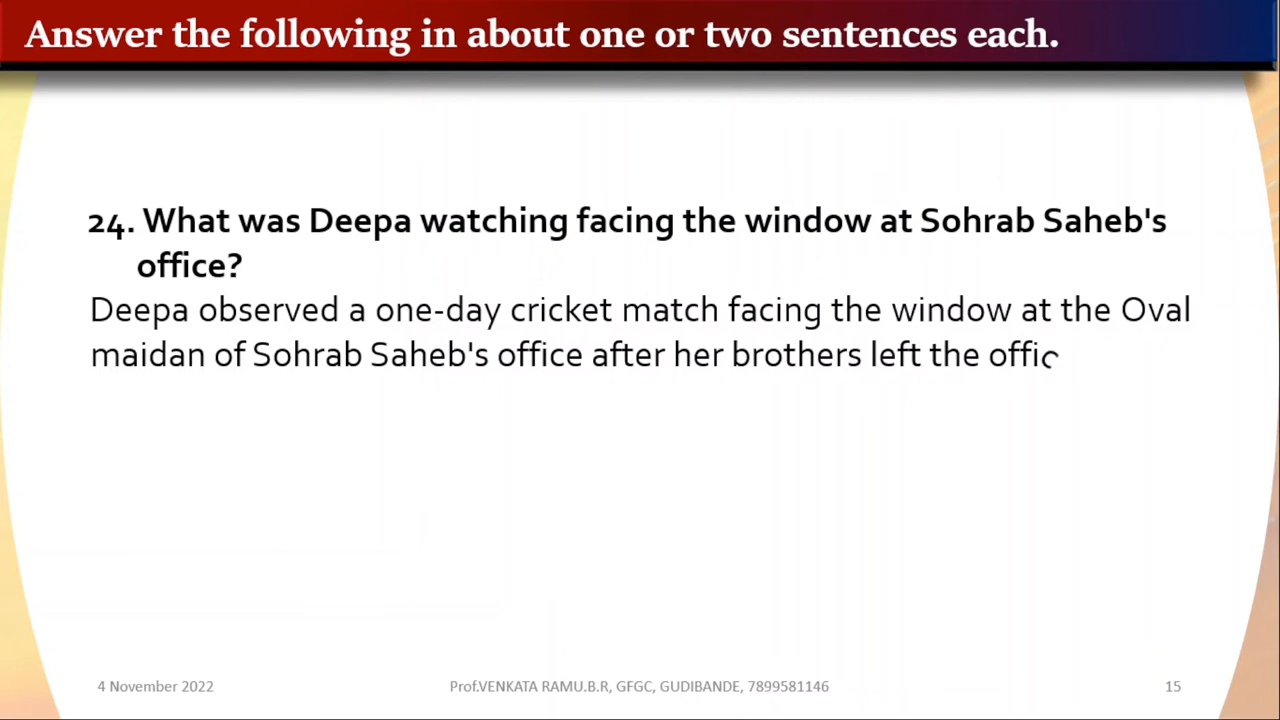 Answer the following in about one or two sentences each.
24. What was Deepa watching facing the window at Sohrab Saheb's
office?
Deepa observed a one-day cricket match facing the window at the Oval
maidan of Sohrab Saheb's office after her brothers left the offic
4 November 2022
Prof.VENKATA RAMU.B.R, GFGC, GUDIBANDE, 7899581146
15